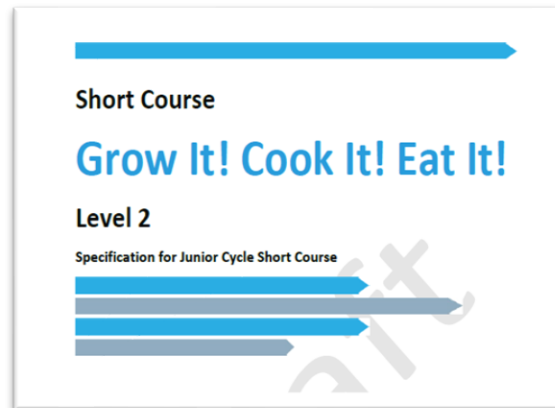 Short Course
Grow It! Cook It! Eat It!
Level 2
Specification for Junior Cycle Short Course